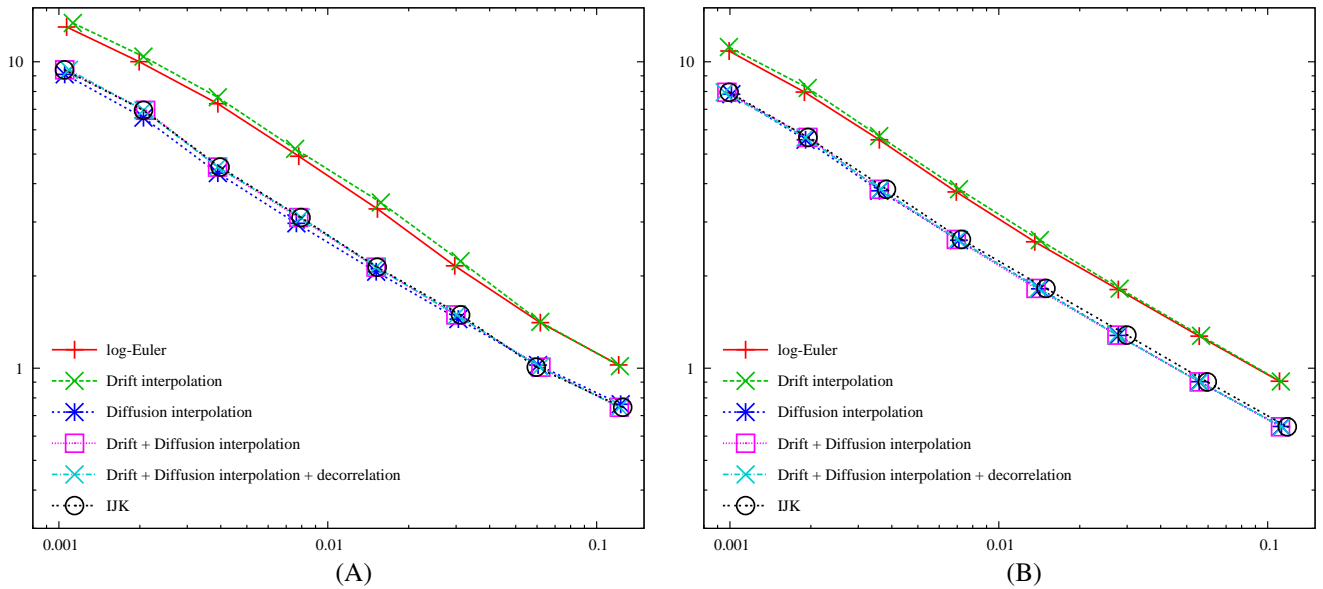 10
1
log-Euler
Drift interpolation
Diffusion interpolation
Drift + Diffusion interpolation
Drift + Diffusion interpolation + decorrelation
IJK
0.001 0.01 0.1
(A)
10
1
log-Euler
Drift interpolation
Diffusion interpolation
Drift + Diffusion interpolation
Drift + Diffusion interpolation + decorrelation
IJK
0.001 0.01 0.1
(B)